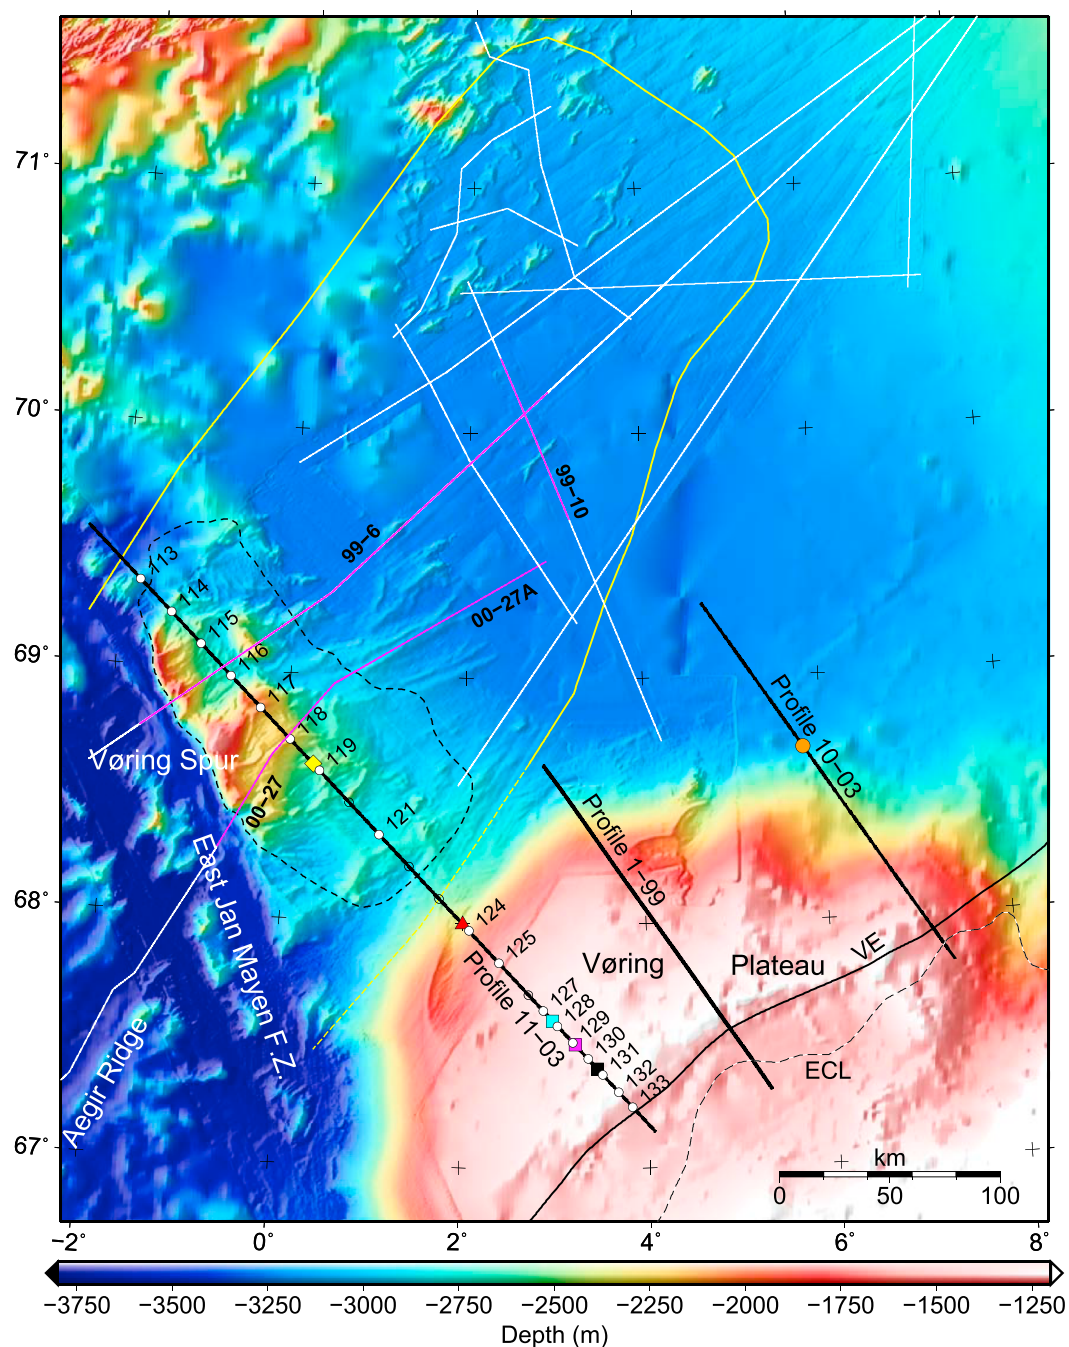 71°
70°
69°
68°
67°
113
114
115
116
117
118
119
121
124
125
127
128
129
130
131
132
133
99−6
99−10
00−27A
00−27
Vøring Spur
East Jan Mayen F.Z.
Aegir Ridge
Profile 10−03
Profile 1−99
Profile 11−03
Vøring Plateau
VE
ECL
km
0 50 100
−2° 0° 2° 4° 6° 8°
−3750 −3500 −3250 −3000 −2750 −2500 −2250 −2000 −1750 −1500 −1250
Depth (m)